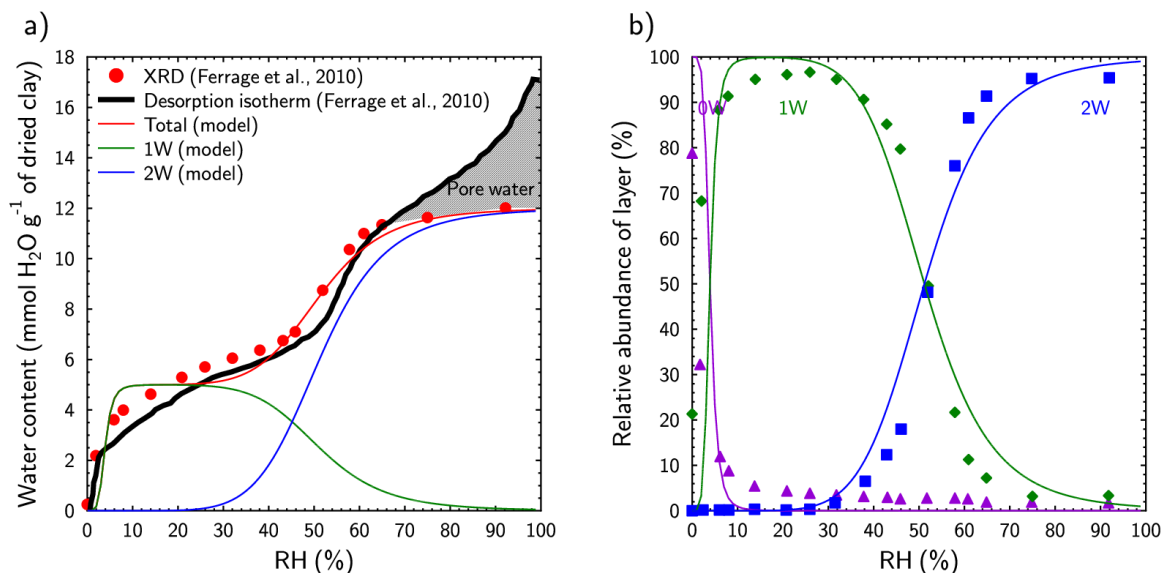 a)
Water content (mmol H₂O g⁻¹ of dried clay)
18
16
14
12
10
8
6
4
2
0
XRD (Ferrage et al., 2010)
Desorption isotherm (Ferrage et al., 2010)
Total (model)
1W (model)
2W (model)
Pore water
0 10 20 30 40 50 60 70 80 90 100
RH (%)
b)
Relative abundance of layer (%)
100
90
80
70
60
50
40
30
20
10
0
0W 1W 2W
0 10 20 30 40 50 60 70 80 90 100
RH (%)